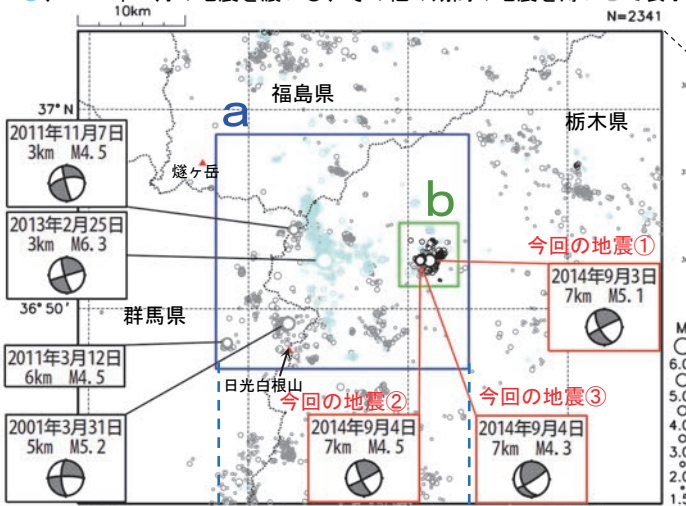 10km
N=2341
福島県
37°N
a
栃木県
2011年11月7日
3km M4.5
燧ヶ岳
b
2013年2月25日
3km M6.3
今回の地震①
2014年9月3日
7km M5.1
36°50'
群馬県
M
2011年3月12日
6km M4.5
6.0
日光白根山
5.0
今回の地震②
今回の地震③
4.0
2001年3月31日
5km M5.2
2014年9月4日
7km M4.5
2014年9月4日
7km M4.3
3.0
2.0
1.5